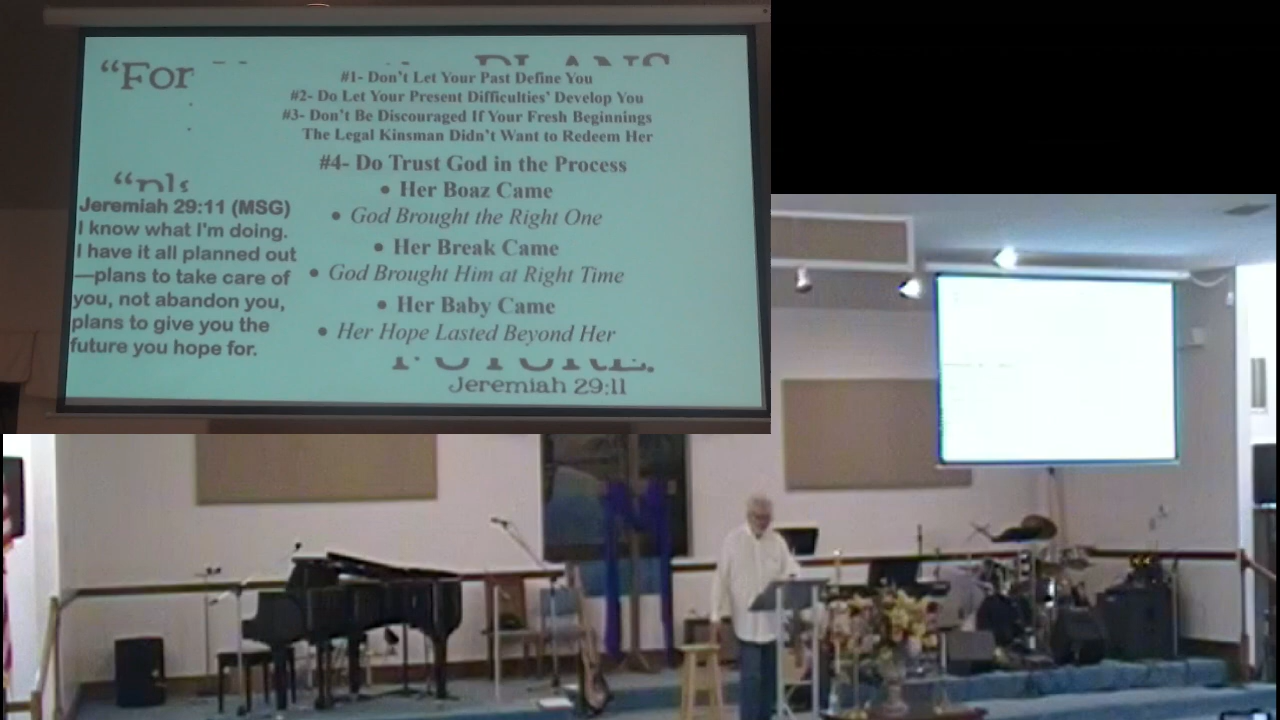 “For PLANS
#1- Don't Let Your Past Define You
#2- Do Let Your Present Difficulties' Develop You
#3- Don't Be Discouraged If Your Fresh Beginnings
The Legal Kinsman Didn't Want to Redeem Her
#4- Do Trust God in the Process
• Her Boaz Came
• God Brought the Right One
• Her Break Came
• God Brought Him at Right Time
• Her Baby Came
• Her Hope Lasted Beyond Her
Jeremiah 29:11 (MSG)
I know what I'm doing.
I have it all planned out
—plans to take care of
you, not abandon you,
plans to give you the
future you hope for.
FUTURE.
Jeremiah 29:11